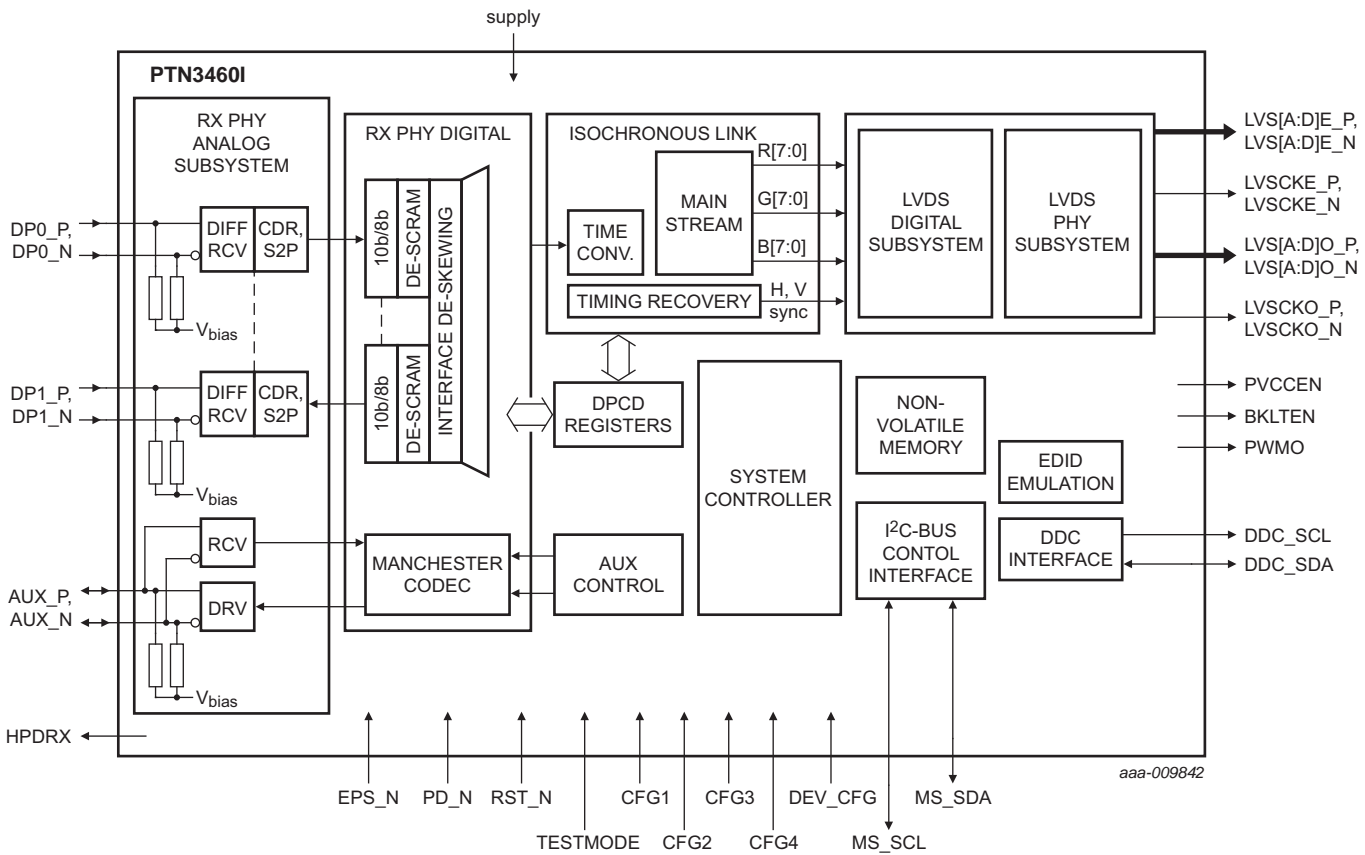 supply
PTN3460I
RX PHY
ANALOG
SUBSYSTEM
DP0_P,
DP0_N
DIFF
RCV
CDR,
S2P
Vbias
DP1_P,
DP1_N
DIFF
RCV
CDR,
S2P
Vbias
RCV
AUX_P,
AUX_N
DRV
Vbias
HPDRX
RX PHY DIGITAL
10b/8b
DE-SCRAM
INTERFACE DE-SKEWING
10b/8b
DE-SCRAM
MANCHESTER
CODEC
ISOCHRONOUS LINK
TIME
CONV.
MAIN
STREAM
R[7:0]
G[7:0]
B[7:0]
TIMING RECOVERY
H, V
sync
DPCD
REGISTERS
AUX
CONTROL
SYSTEM
CONTROLLER
LVDS
DIGITAL
SUBSYSTEM
LVDS
PHY
SUBSYSTEM
NON-
VOLATILE
MEMORY
EDID
EMULATION
I2C-BUS
CONTOL
INTERFACE
DDC
INTERFACE
LVS[A:D]E_P,
LVS[A:D]E_N
LVSCKE_P,
LVSCKE_N
LVS[A:D]O_P,
LVS[A:D]O_N
LVSCKO_P,
LVSCKO_N
PVCCEN
BKLTEN
PWMO
DDC_SCL
DDC_SDA
EPS_N
PD_N
RST_N
TESTMODE
CFG1
CFG2
CFG3
CFG4
DEV_CFG
MS_SCL
MS_SDA
aaa-009842